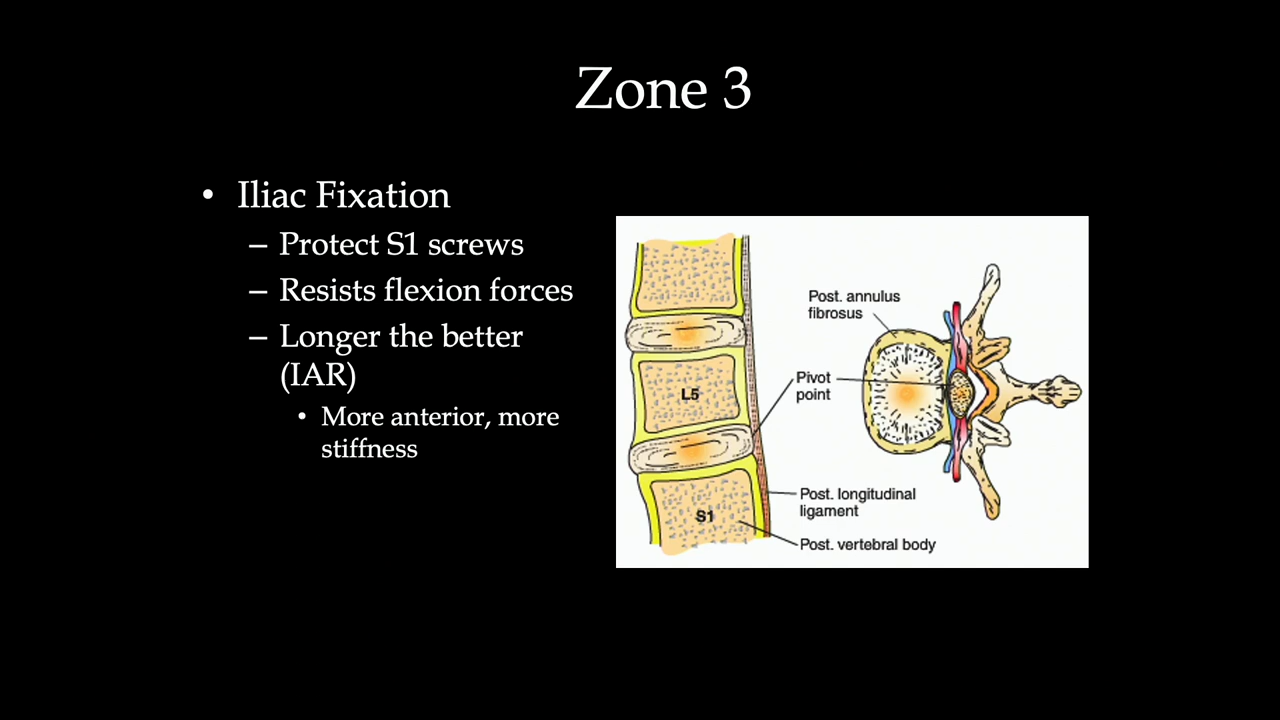 Zone 3
• Iliac Fixation
– Protect S1 screws
– Resists flexion forces
– Longer the better
(IAR)
• More anterior, more
stiffness
Post. annulus
fibrosus
Pivot
point
L5
Post. longitudinal
ligament
S1
Post. vertebral body